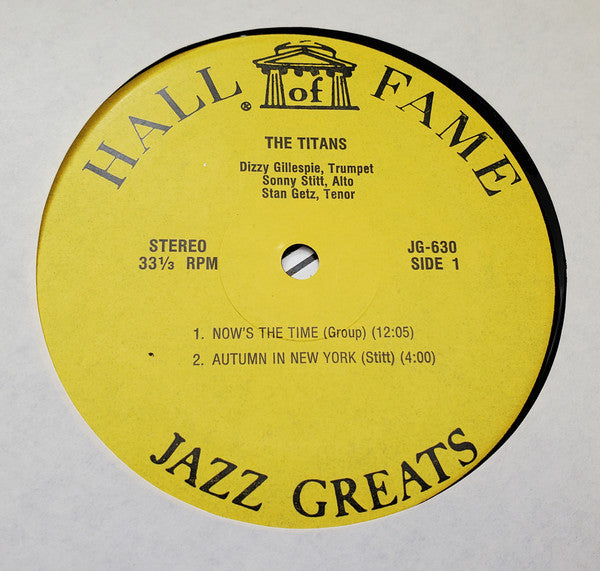 HALL of FAME
®
THE TITANS
Dizzy Gillespie, Trumpet
Sonny Stitt, Alto
Stan Getz, Tenor
STEREO
33⅓ RPM
JG-630
SIDE 1
1. NOW'S THE TIME (Group) (12:05)
2. AUTUMN IN NEW YORK (Stitt) (4:00)
JAZZ GREATS